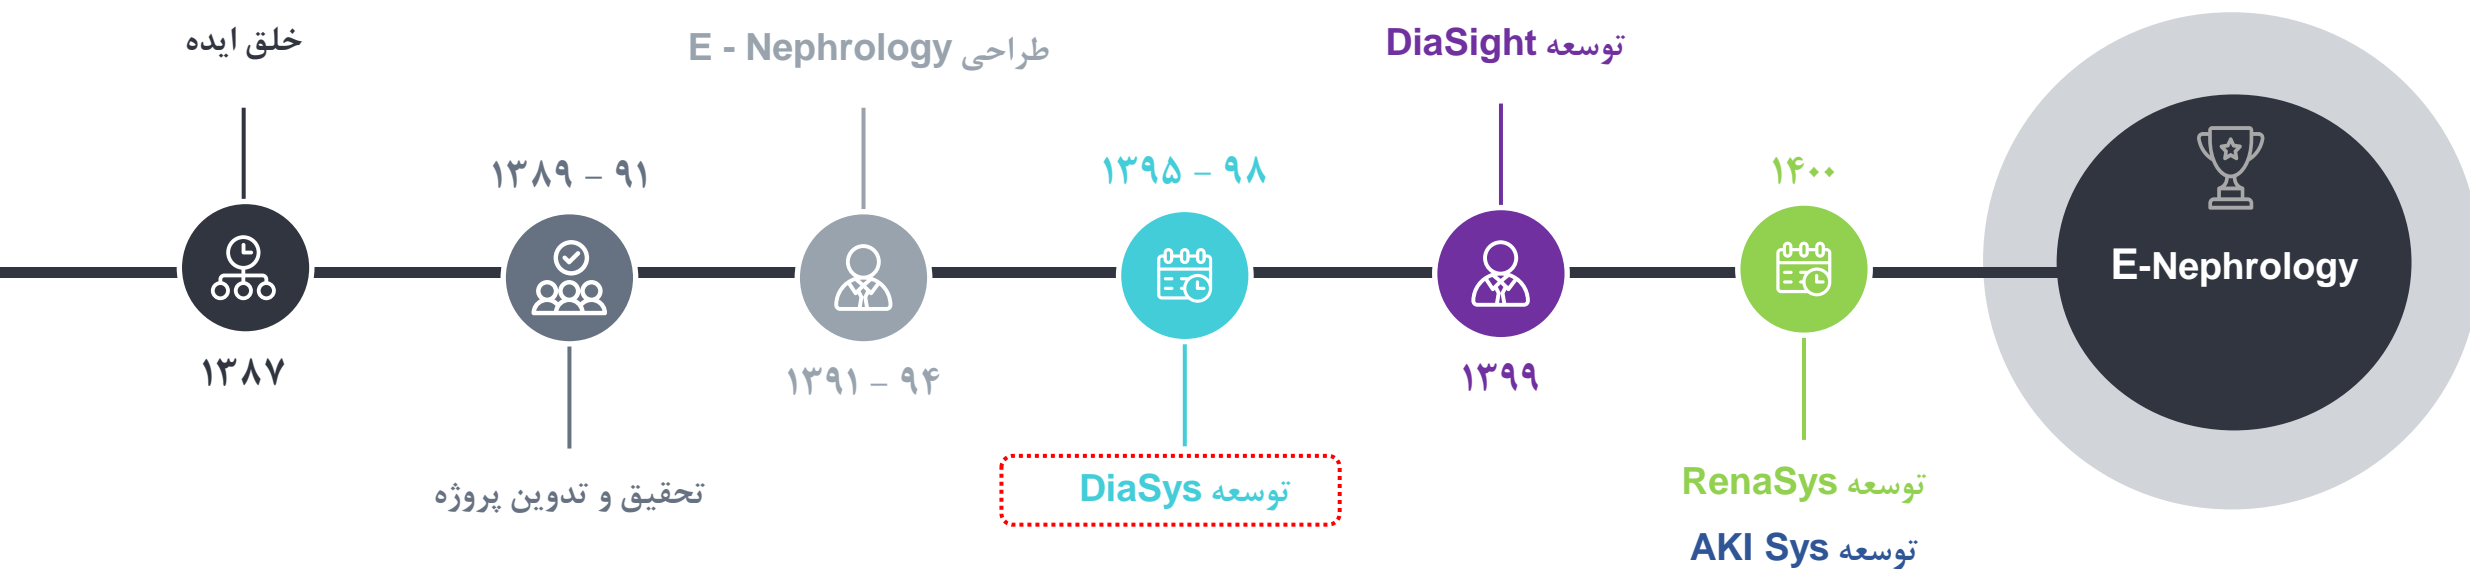 خلق ایده
۱۳۸۷
۱۳۸۹ – ۹۱
تحقیق و تدوین پروژه
طراحی E - Nephrology
۱۳۹۱ – ۹۴
۱۳۹۵ – ۹۸
توسعه DiaSys
توسعه DiaSight
۱۳۹۹
۱۴۰۰
توسعه RenaSys
توسعه AKI Sys
E-Nephrology